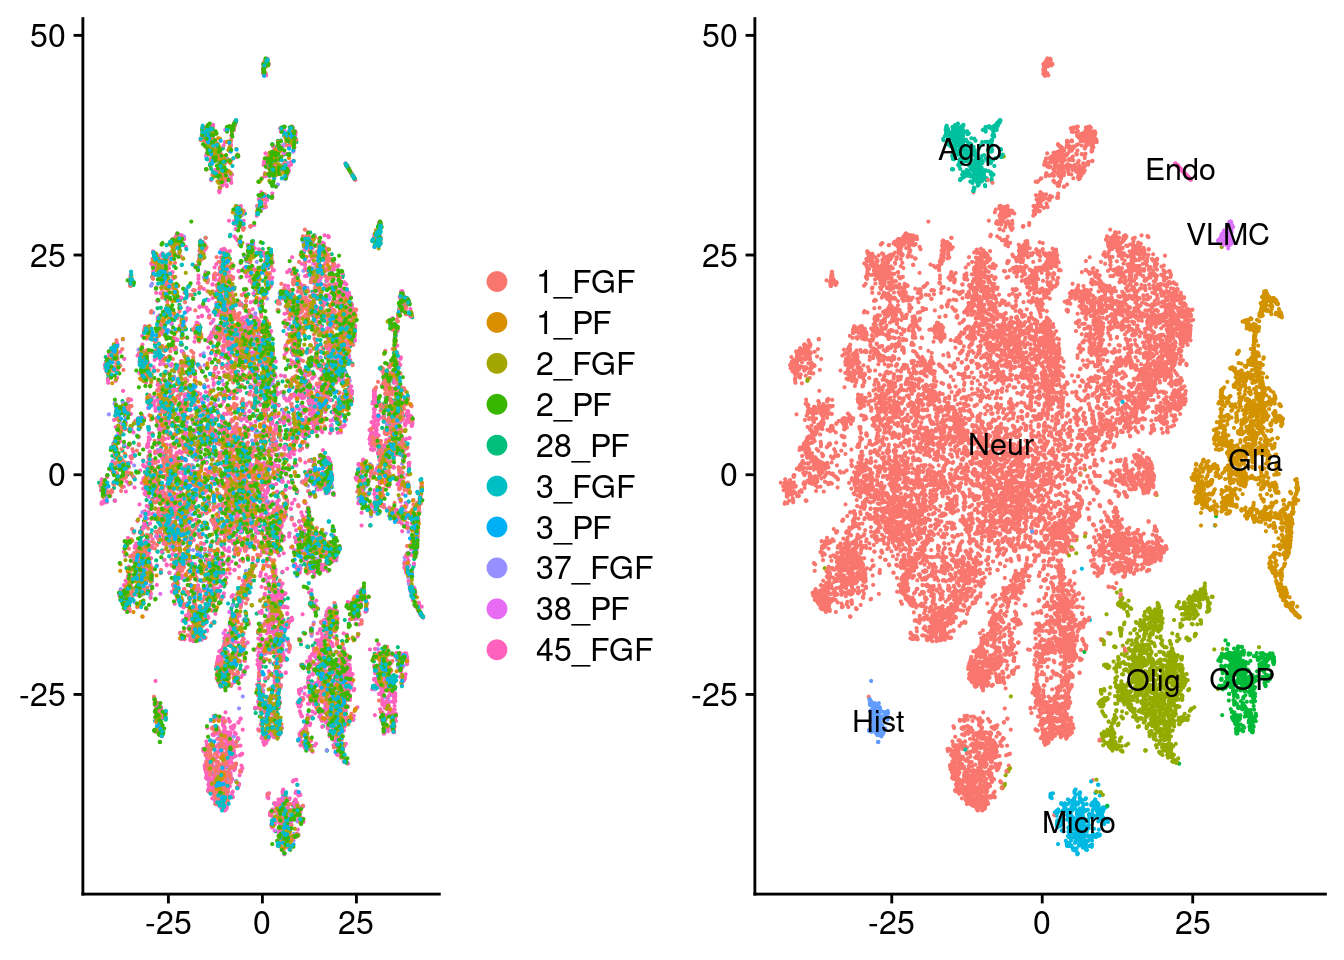 50
25
0
-25
-25
0
25
1_FGF
1_PF
2_FGF
2_PF
28_PF
3_FGF
3_PF
37_FGF
38_PF
45_FGF
50
25
0
-25
-25
0
25
Agrp
Endo
VLMC
Neur
Glia
Olig
COP
Hist
Micro